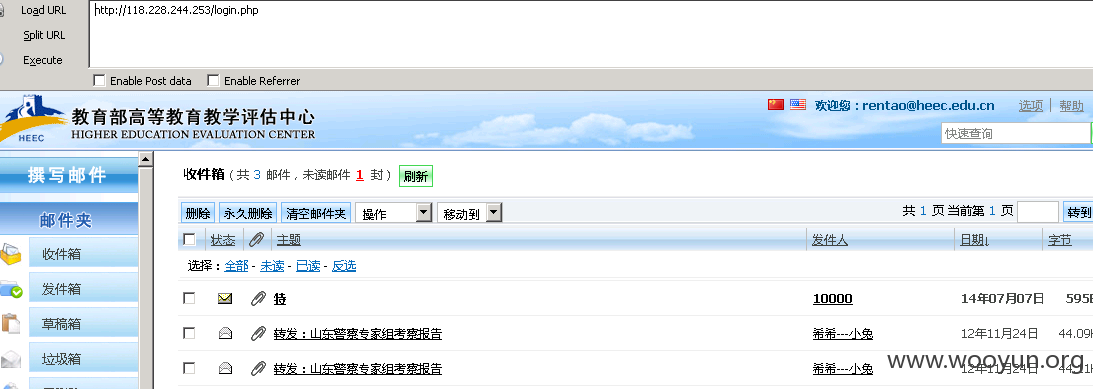 Load URL
http://118.228.244.253/login.php
Split URL
Execute
Enable Post data Enable Referrer
教育部高等教育教学评估中心
HIGHER EDUCATION EVALUATION CENTER
HEEC
欢迎您：rentao@heec.edu.cn 选项 | 帮助
快速查询
撰写邮件
邮件夹
收件箱
发件箱
草稿箱
垃圾箱
收件箱（共 3 邮件，未读邮件 1 封） 刷新
删除 永久删除 清空邮件夹 操作 移动到 共 1 页 当前第 1 页 转到
状态 主题 发件人 日期↓ 字节
选择：全部 - 未读 - 已读 - 反选
特 10000 14年07月07日 595B
转发：山东警察专家组考察报告 希希---小兔 12年11月24日 44.09
转发：山东警察专家组考察报告 希希---小兔 12年11月24日
www.wooyun.org